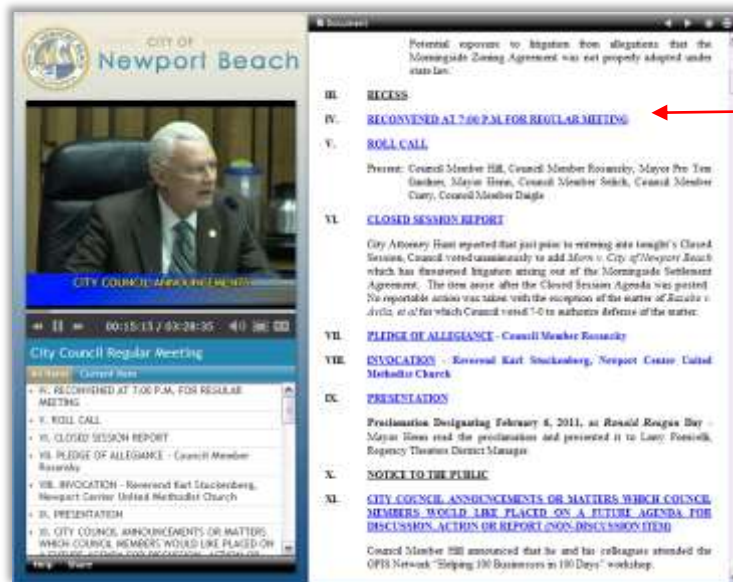 CITY OF
Newport Beach
CITY COUNCIL ANNOUNCEMENTS
00:15:15 / 03:28:35
City Council Regular Meeting
All Items Current Item
IV. RECONVENED AT 7:00 P.M. FOR REGULAR
MEETING
V. ROLL CALL
VI. CLOSED SESSION REPORT
VII. PLEDGE OF ALLEGIANCE - Council Member
Rosansky
VIII. INVOCATION - Reverend Karl Stuckenberg,
Newport Center United Methodist Church
IX. PRESENTATION
XI. CITY COUNCIL ANNOUNCEMENTS OR MATTERS
WHICH COUNCIL MEMBERS WOULD LIKE PLACED ON
A FUTURE AGENDA FOR DISCUSSION, ACTION OR
Help Share
Document
Potential exposure to litigation from allegations that the
Morningside Zoning Agreement was not properly adopted under
state law.
III. RECESS
IV. RECONVENED AT 7:00 P.M. FOR REGULAR MEETING
V. ROLL CALL
Present: Council Member Hill, Council Member Rosansky, Mayor Pro Tem
Gardner, Mayor Henn, Council Member Selich, Council Member
Curry, Council Member Daigle
VI. CLOSED SESSION REPORT
City Attorney Hunt reported that just prior to entering into tonight's Closed
Session, Council voted unanimously to add v. City of Newport Beach
which has threatened litigation arising out of the Morningside Settlement
Agreement. The item arose after the Closed Session Agenda was posted.
No reportable action was taken with the exception of the matter of v.
Avila, et al for which Council voted 7-0 to authorize defense of the matter.
VII. PLEDGE OF ALLEGIANCE - Council Member Rosansky
VIII. INVOCATION - Reverend Karl Stuckenberg, Newport Center United
Methodist Church
IX. PRESENTATION
Proclamation Designating February 6, 2011, as Ronald Reagan Day -
Mayor Henn read the proclamation and presented it to Larry
Regency Theaters District Manager.
X. NOTICE TO THE PUBLIC
XI. CITY COUNCIL ANNOUNCEMENTS OR MATTERS WHICH COUNCIL
MEMBERS WOULD LIKE PLACED ON A FUTURE AGENDA FOR
DISCUSSION, ACTION OR REPORT (NON-DISCUSSION ITEM)
Council Member Hill announced that he and his colleagues attended the
OPIS Network "Helping 100 Businesses in 100 Days" workshop.